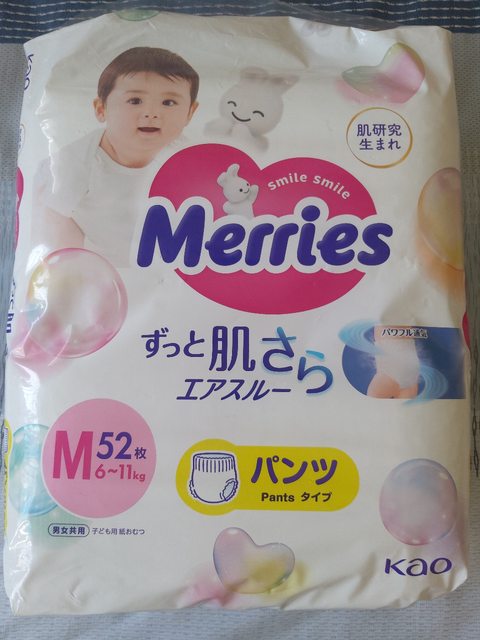 Kao
肌研究
生まれ
smile smile
Merries
ずっと肌さら
エアスルー
パワフル通気
M 52枚
6~11kg
パンツ
Pants タイプ
男女共用 子ども用 紙おむつ
Kao